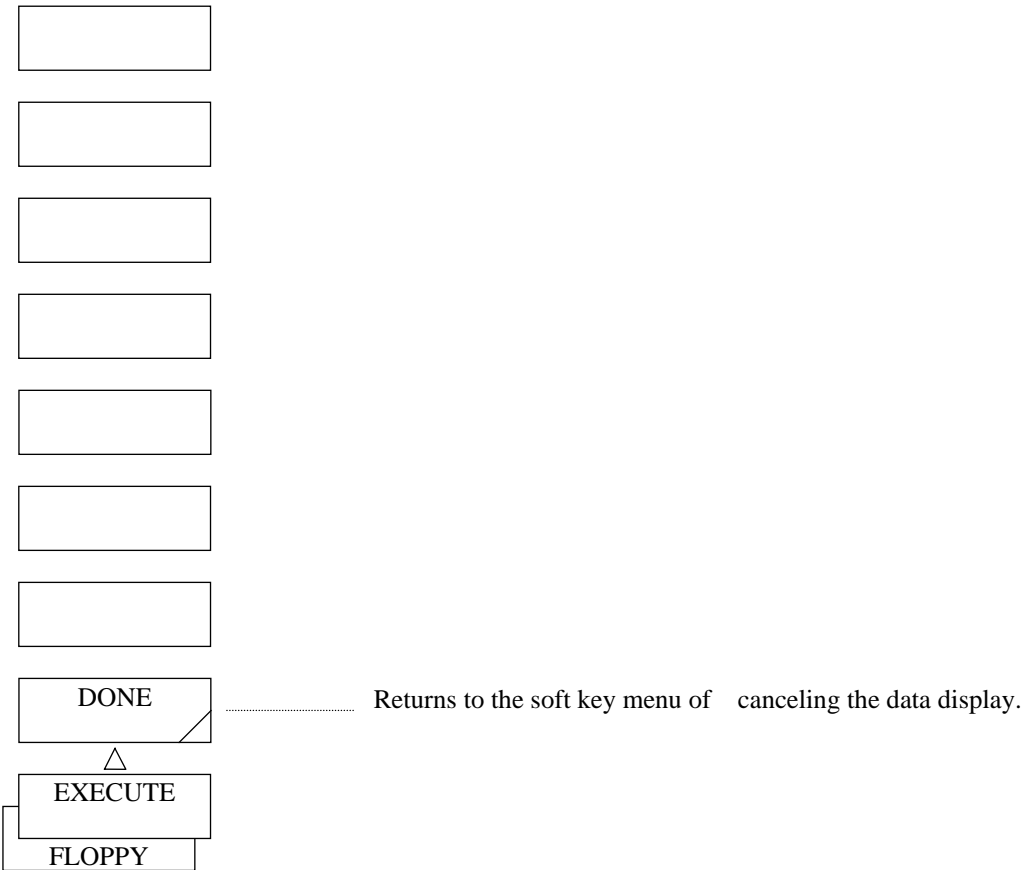 DONE
Returns to the soft key menu of canceling the data display.
EXECUTE
FLOPPY